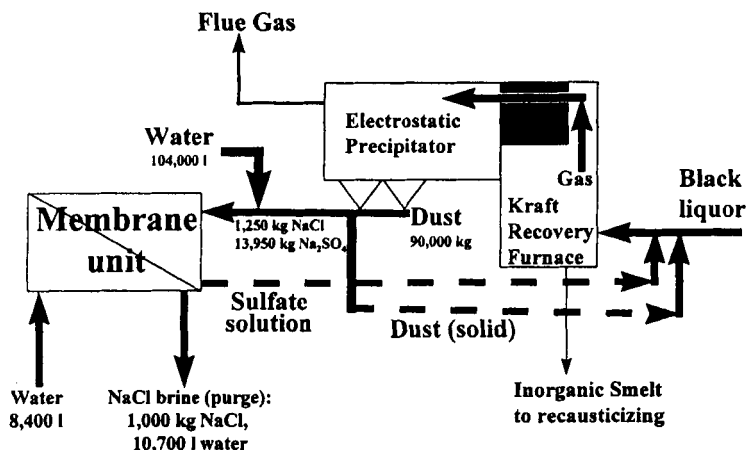 Flue Gas
Water
104,000 l
Electrostatic
Precipitator
Gas
Black
liquor
Membrane
unit
1,250 kg NaCl
13,950 kg Na₂SO₄
Dust
90,000 kg
Kraft
Recovery
Furnace
Sulfate
solution
Dust (solid)
Water
8,400 l
NaCl brine (purge):
1,000 kg NaCl,
10,700 l water
Inorganic Smelt
to recausticizing